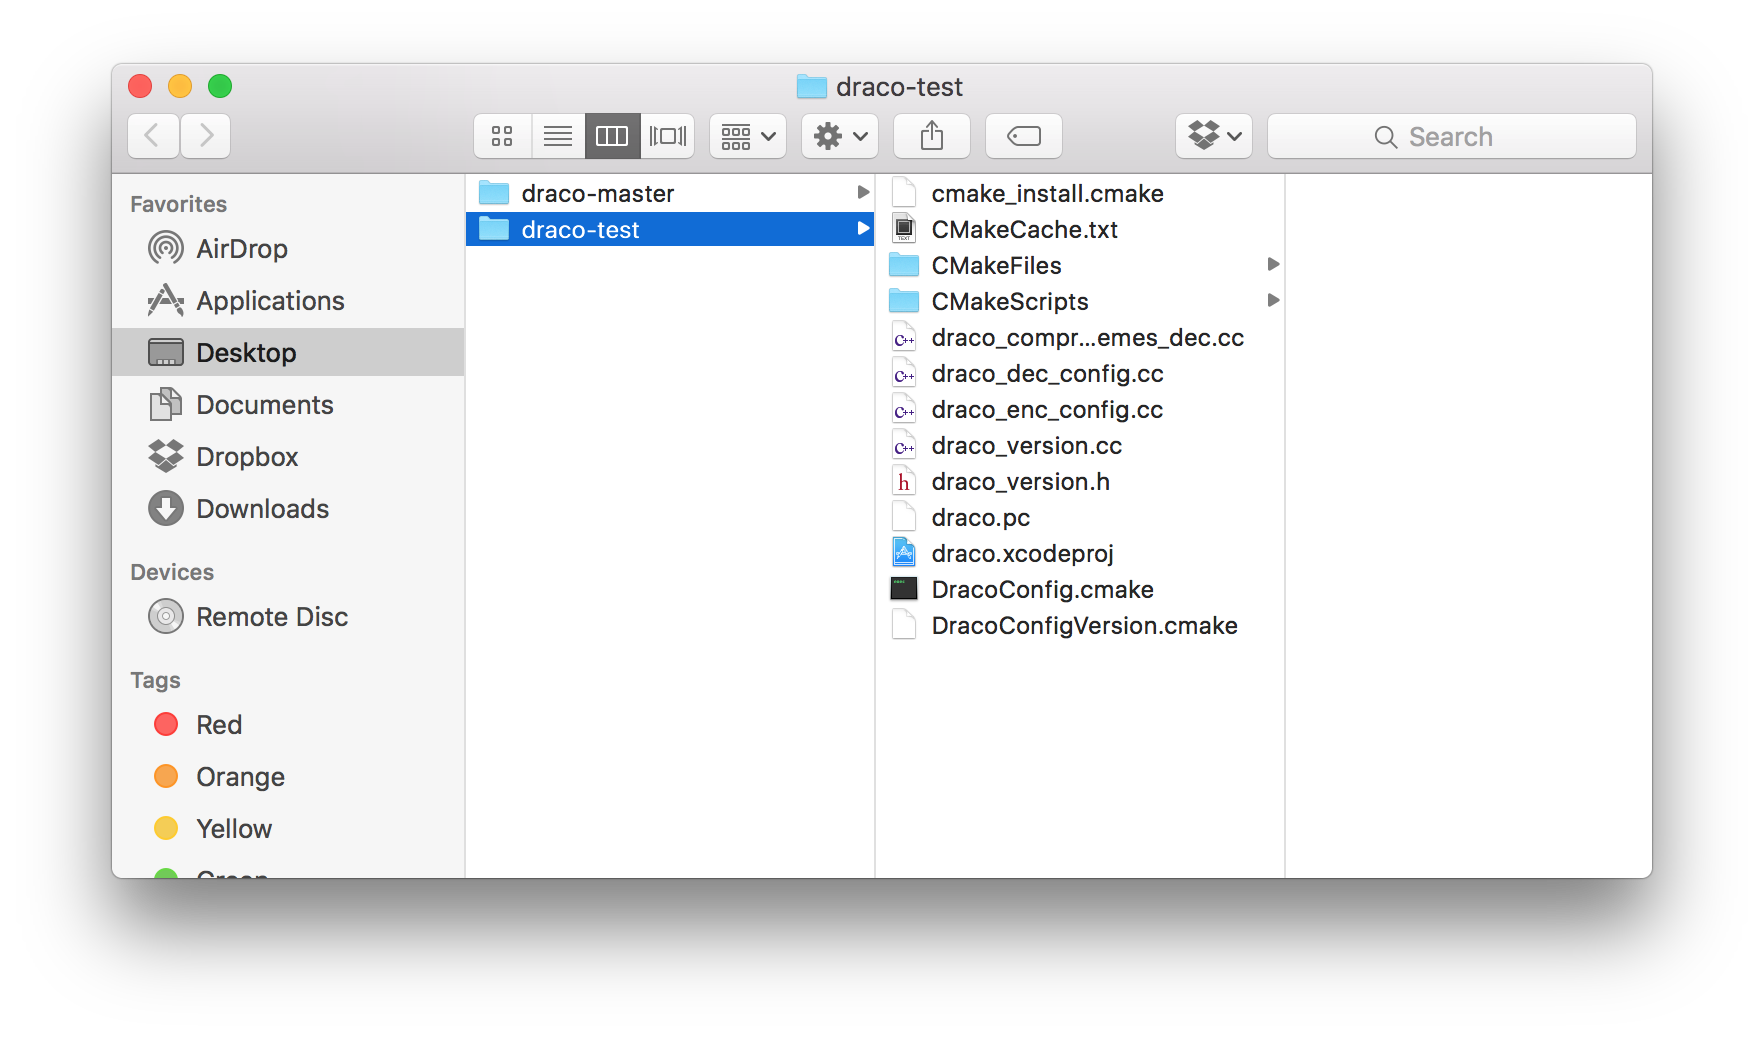 draco-test
Search
Favorites
AirDrop
Applications
Desktop
Documents
Dropbox
Downloads
Devices
Remote Disc
Tags
Red
Orange
Yellow
Green
draco-master
draco-test
cmake_install.cmake
CMakeCache.txt
CMakeFiles
CMakeScripts
draco_compr...emes_dec.cc
draco_dec_config.cc
draco_enc_config.cc
draco_version.cc
draco_version.h
draco.pc
draco.xcodeproj
DracoConfig.cmake
DracoConfigVersion.cmake